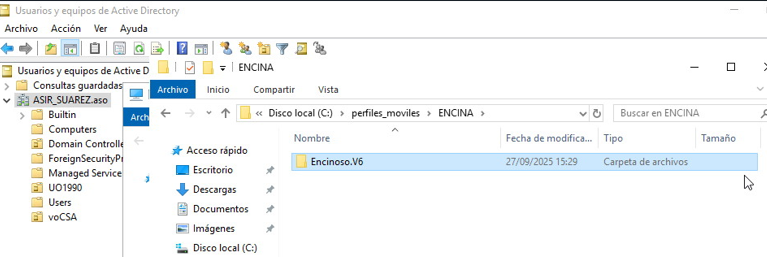 Usuarios y equipos de Active Directory
Archivo Acción Ver Ayuda
Usuarios y equipos de Active D
Consultas guardadas
ASIR_SUAREZ.aso
Builtin
Computers
Domain Controlle
ForeignSecurityPr
Managed Service
UO1990
Users
voCSA
Arch
ENCINA
Archivo Inicio Compartir Vista
« Disco local (C:) › perfiles_moviles › ENCINA ›
Buscar en ENCINA
Acceso rápido
Escritorio
Descargas
Documentos
Imágenes
Disco local (C:)
Nombre Fecha de modifica... Tipo Tamaño
Encinoso.V6 27/09/2025 15:29 Carpeta de archivos